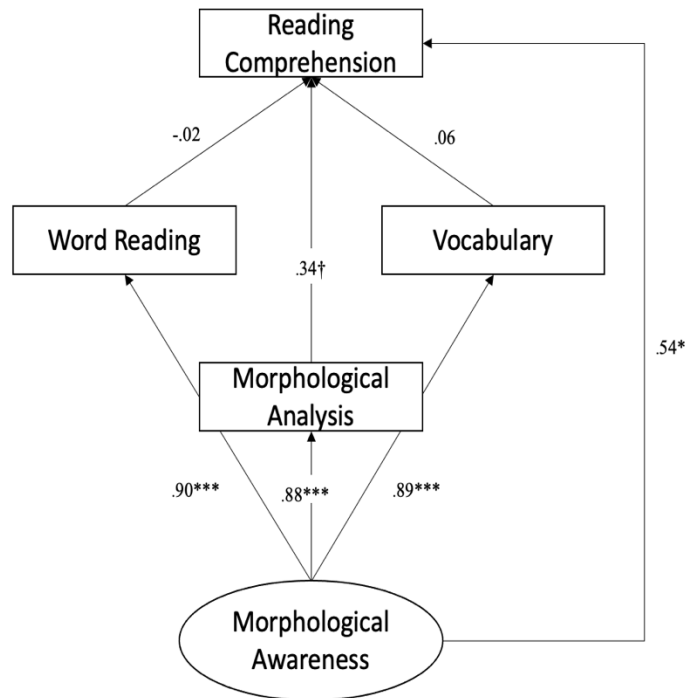 Reading
Comprehension
-.02
.06
Word Reading
Vocabulary
.34†
.54*
Morphological
Analysis
.90***
.88***
.89***
Morphological
Awareness